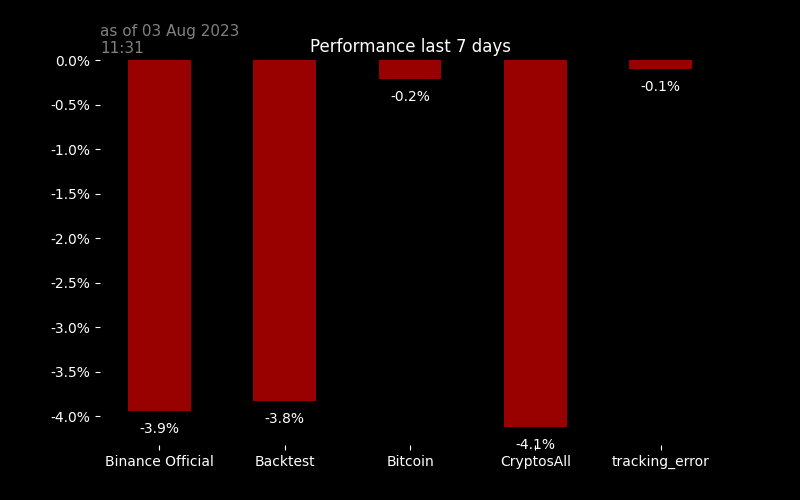 as of 03 Aug 2023
11:31
Performance last 7 days
0.0%
-0.5%
-1.0%
-1.5%
-2.0%
-2.5%
-3.0%
-3.5%
-4.0%
-3.9%
-3.8%
-0.2%
-4.1%
-0.1%
Binance Official
Backtest
Bitcoin
CryptosAll
tracking_error